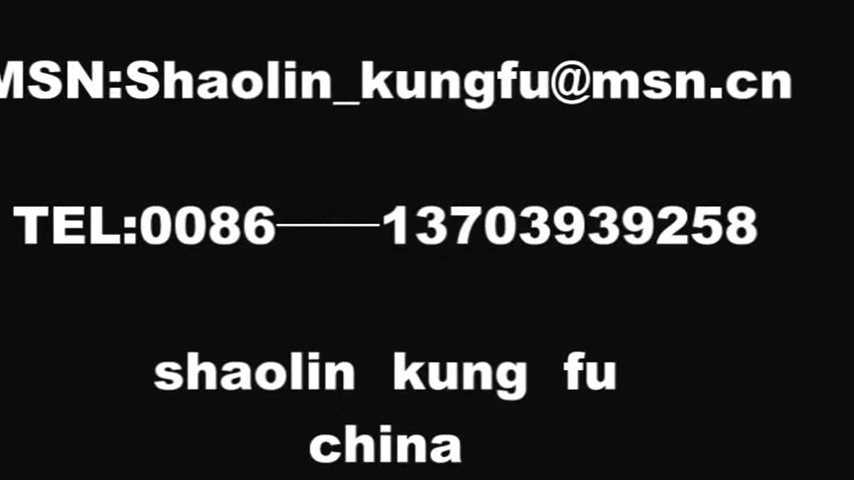 MSN:Shaolin_kungfu@msn.cn
TEL:0086——13703939258
shaolin kung fu
china